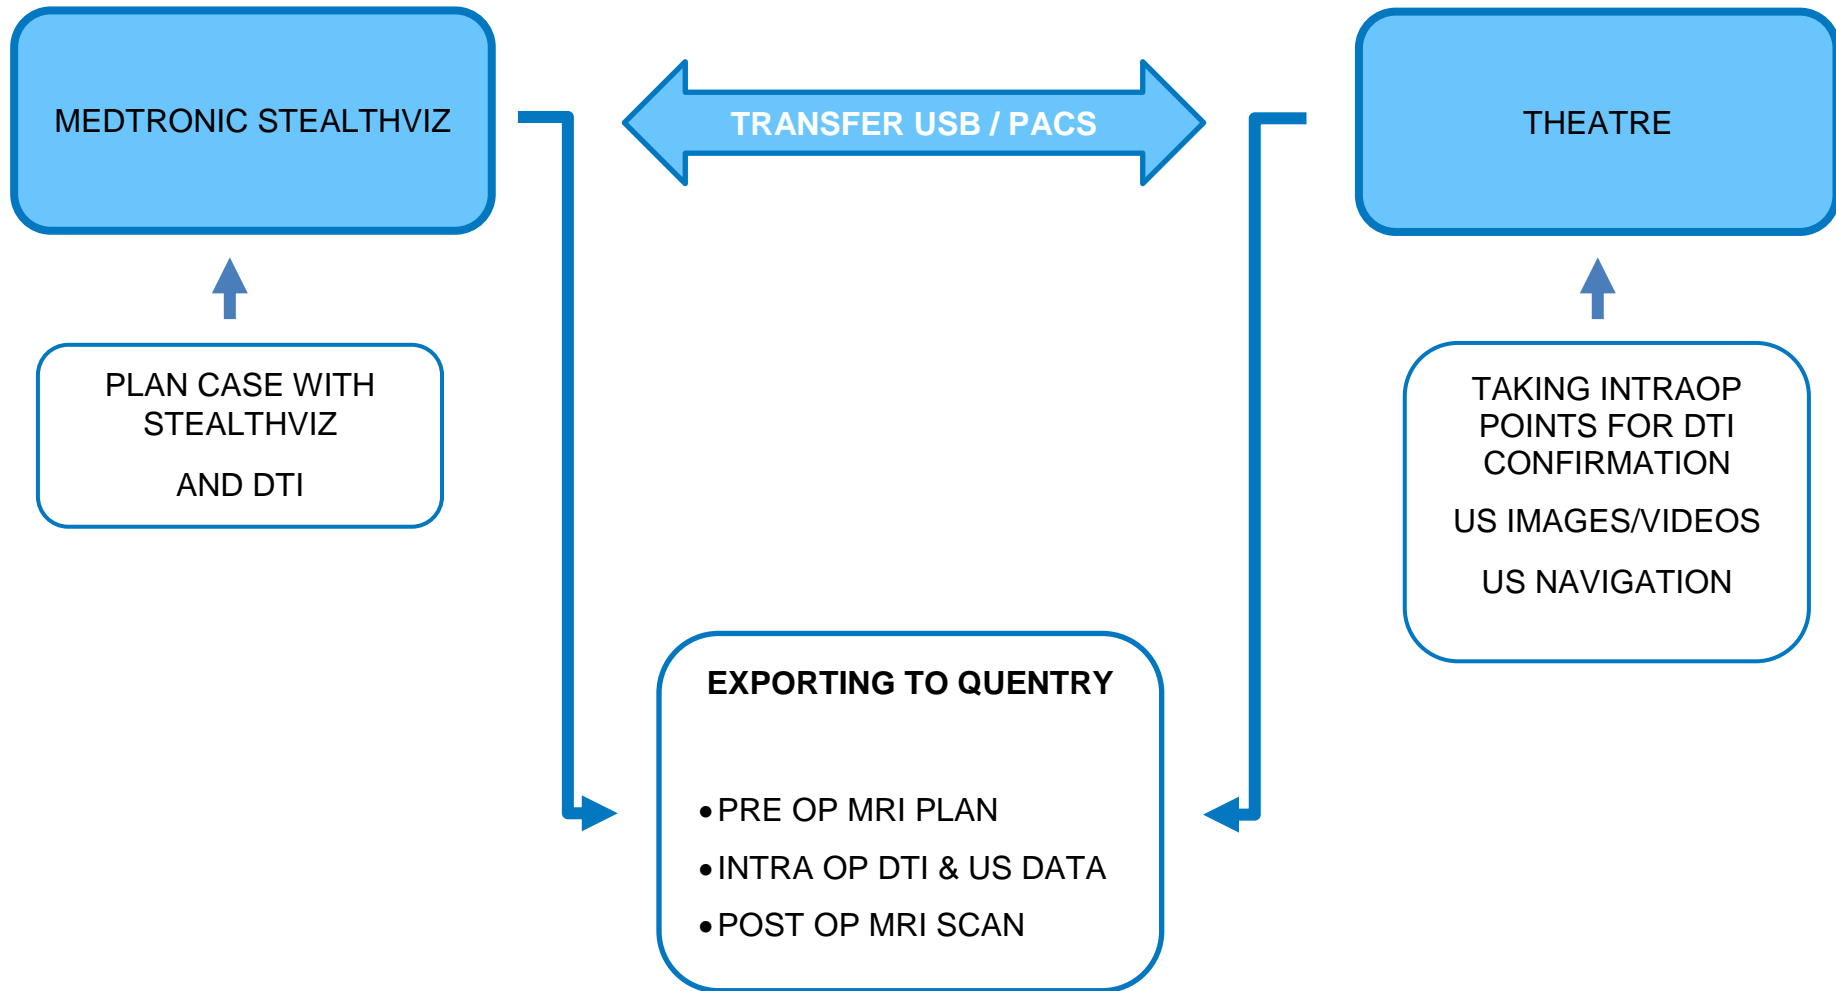 MEDTRONIC STEALTHVIZ
TRANSFER USB / PACS
THEATRE
PLAN CASE WITH
STEALTHVIZ
AND DTI
TAKING INTRAOP
POINTS FOR DTI
CONFIRMATION
US IMAGES/VIDEOS
US NAVIGATION
EXPORTING TO QUENTRY
• PRE OP MRI PLAN
• INTRA OP DTI & US DATA
• POST OP MRI SCAN